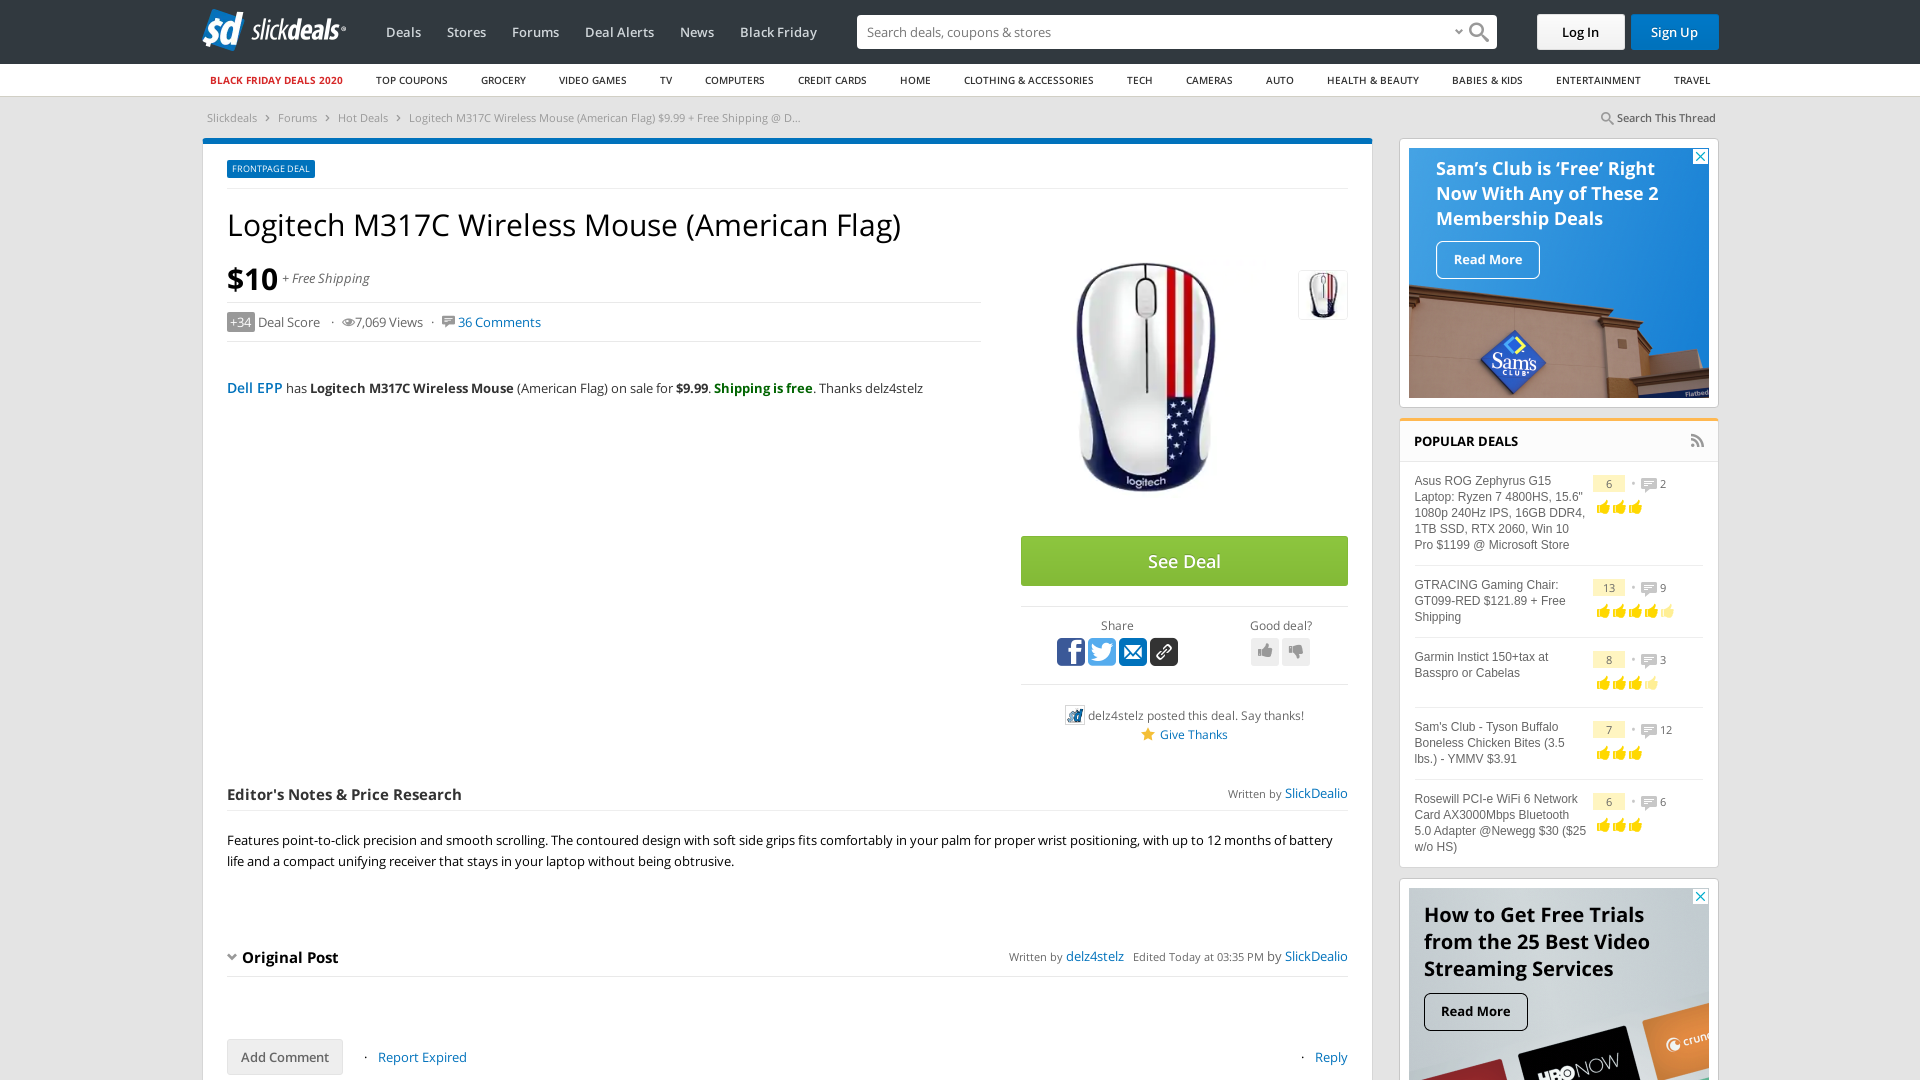 slickdeals
Deals
Stores
Forums
Deal Alerts
News
Black Friday
Search deals, coupons & shares
Log In
Sign Up
BLACK FRIDAY DEALS 2020
TOP COUPONS
GROCERY
VIDEO GAMES
TV
COMPUTERS
CREDIT CARDS
HOME
CLOTHING & ACCESSORIES
TECH
CAMERAS
AUTO
HEALTH & BEAUTY
BABIES & KIDS
ENTERTAINMENT
TRAVEL
Slickdeals › Forums › Hot Deals › Logitech M317C Wireless Mouse (American Flag) $9.99 + Free Shipping @ D...
Search This Thread
FRONTPAGE DEAL
Logitech M317C Wireless Mouse (American Flag)
$10 + Free Shipping
+34 Deal Score · 7,069 Views · 36 Comments
Dell EPP has Logitech M317C Wireless Mouse (American Flag) on sale for $9.99. Shipping is free. Thanks delz4stelz
logitech
See Deal
Share
Good deal?
delz4stelz posted this deal. Say thanks!
Give Thanks
Editor's Notes & Price Research
Written by SlickDealio
Features point-to-click precision and smooth scrolling. The contoured design with soft side grips fits comfortably in your palm for proper wrist positioning, with up to 12 months of battery
life and a compact unifying receiver that stays in your laptop without being obtrusive.
Original Post
Written by delz4stelz Edited Today at 03:35 PM by SlickDealio
Add Comment
· Report Expired
· Reply
Sam's Club is ‘Free’ Right
Now With Any of These 2
Membership Deals
Read More
Sam's
CLUB
Flatbed
POPULAR DEALS
Asus ROG Zephyrus G15
Laptop: Ryzen 7 4800HS, 15.6"
1080p 240Hz IPS, 16GB DDR4,
1TB SSD, RTX 2060, Win 10
Pro $1199 @ Microsoft Store
6 • 2
GTRACING Gaming Chair:
GT099-RED $121.89 + Free
Shipping
13 • 9
Garmin Instict 150+tax at
Basspro or Cabelas
8 • 3
Sam's Club - Tyson Buffalo
Boneless Chicken Bites (3.5
lbs.) - YMMV $3.91
7 • 12
Rosewill PCI-e WiFi 6 Network
Card AX3000Mbps Bluetooth
5.0 Adapter @Newegg $30 ($25
w/o HS)
6 • 6
How to Get Free Trials
from the 25 Best Video
Streaming Services
Read More
crun
HBO NOW